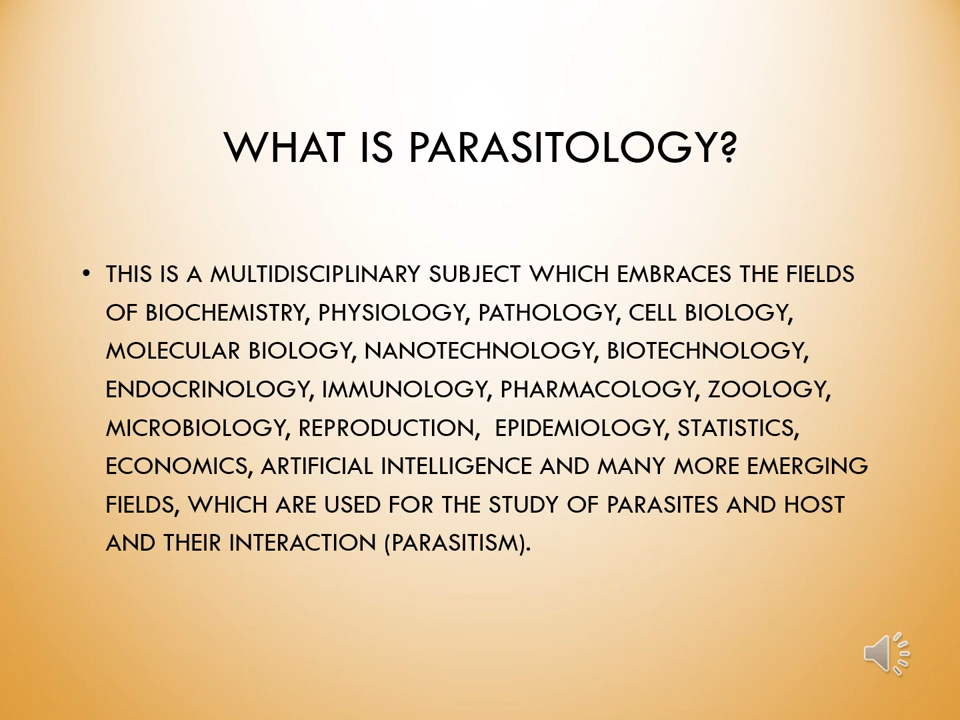 WHAT IS PARASITOLOGY?
• THIS IS A MULTIDISCIPLINARY SUBJECT WHICH EMBRACES THE FIELDS
OF BIOCHEMISTRY, PHYSIOLOGY, PATHOLOGY, CELL BIOLOGY,
MOLECULAR BIOLOGY, NANOTECHNOLOGY, BIOTECHNOLOGY,
ENDOCRINOLOGY, IMMUNOLOGY, PHARMACOLOGY, ZOOLOGY,
MICROBIOLOGY, REPRODUCTION,  EPIDEMIOLOGY, STATISTICS,
ECONOMICS, ARTIFICIAL INTELLIGENCE AND MANY MORE EMERGING
FIELDS, WHICH ARE USED FOR THE STUDY OF PARASITES AND HOST
AND THEIR INTERACTION (PARASITISM).